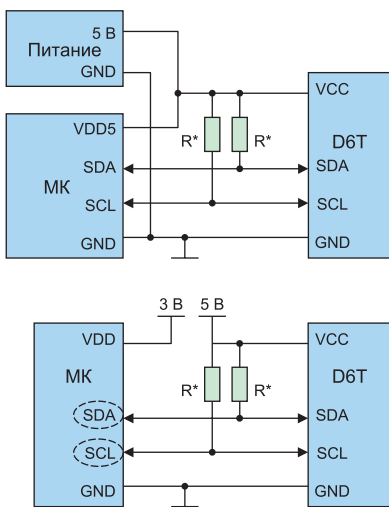 5 В
Питание
GND
VCC
VDD5
R*
R*
D6T
SDA
SDA
МК
SCL
SCL
GND
GND
3 В
5 В
VDD
VCC
МК
R*
R*
D6T
SDA
SDA
SCL
SCL
GND
GND